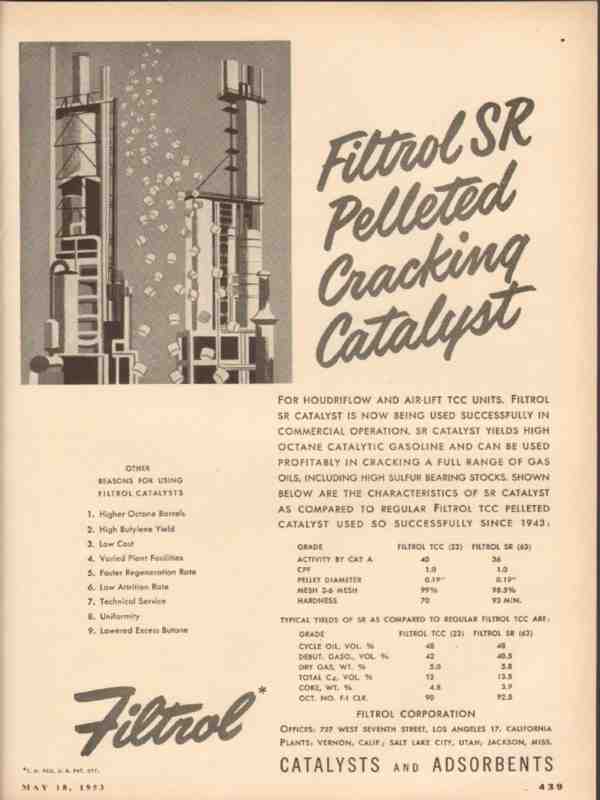 Filtrol SR
Pelleted
Cracking
Catalyst
FOR HOUDRIFLOW AND AIR-LIFT TCC UNITS. FILTROL
SR CATALYST IS NOW BEING USED SUCCESSFULLY IN
COMMERCIAL OPERATION. SR CATALYST YIELDS HIGH
OCTANE CATALYTIC GASOLINE AND CAN BE USED
PROFITABLY IN CRACKING A FULL RANGE OF GAS
OILS, INCLUDING HIGH SULFUR BEARING STOCKS. SHOWN
BELOW ARE THE CHARACTERISTICS OF SR CATALYST
AS COMPARED TO REGULAR FILTROL TCC PELLETED
CATALYST USED SO SUCCESSFULLY SINCE 1943:
OTHER
REASONS FOR USING
FILTROL CATALYSTS
1. Higher Octane Barrels
2. High Butylene Yield
3. Low Cost
4. Varied Plant Facilities
5. Faster Regeneration Rate
6. Low Attrition Rate
7. Technical Service
8. Uniformity
9. Lowered Excess Butane
GRADE FILTROL TCC (22) FILTROL SR (62)
ACTIVITY BY CAT A 40 36
CPF 1.0 1.0
PELLET DIAMETER 0.19" 0.19"
MESH 3-6 MESH 99% 98.5%
HARDNESS 70 93 MIN.
TYPICAL YIELDS OF SR AS COMPARED TO REGULAR FILTROL TCC ARE:
GRADE FILTROL TCC (22) FILTROL SR (62)
CYCLE OIL, VOL. % 48 48
DEBUT. GASO., VOL. % 42 40.5
DRY GAS, WT. % 5.0 5.8
TOTAL C4, VOL. % 12 13.5
COKE, WT. % 4.8 3.9
OCT. NO. F-1 CLR. 90 92.5
FILTROL CORPORATION
OFFICES: 727 WEST SEVENTH STREET, LOS ANGELES 17, CALIFORNIA
PLANTS: VERNON, CALIF.; SALT LAKE CITY, UTAH; JACKSON, MISS.
CATALYSTS AND ADSORBENTS
Filtrol*
*T. M. REG. U. S. PAT. OFF.
MAY 18, 1953
439